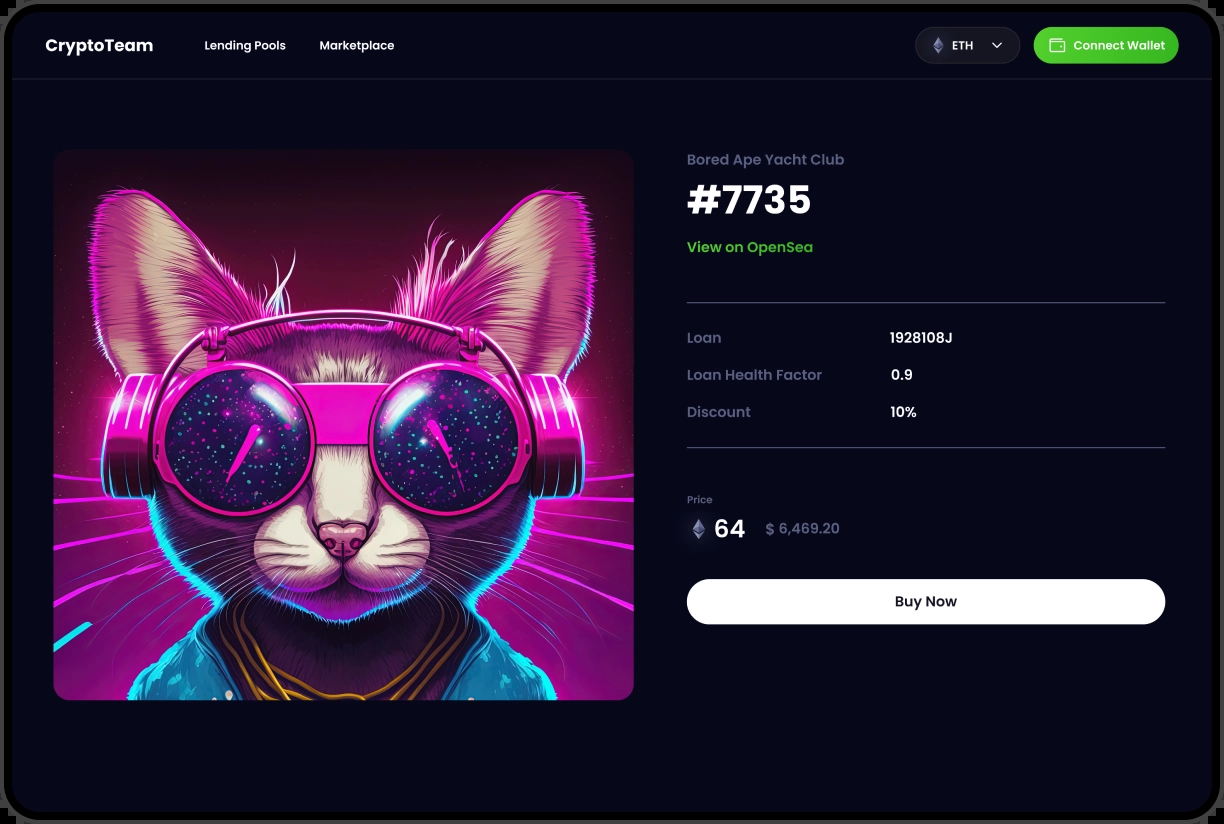 CryptoTeam
Lending Pools
Marketplace
ETH
Connect Wallet
Bored Ape Yacht Club
#7735
View on OpenSea
Loan 1928108J
Loan Health Factor 0.9
Discount 10%
Price
64 $ 6,469.20
Buy Now